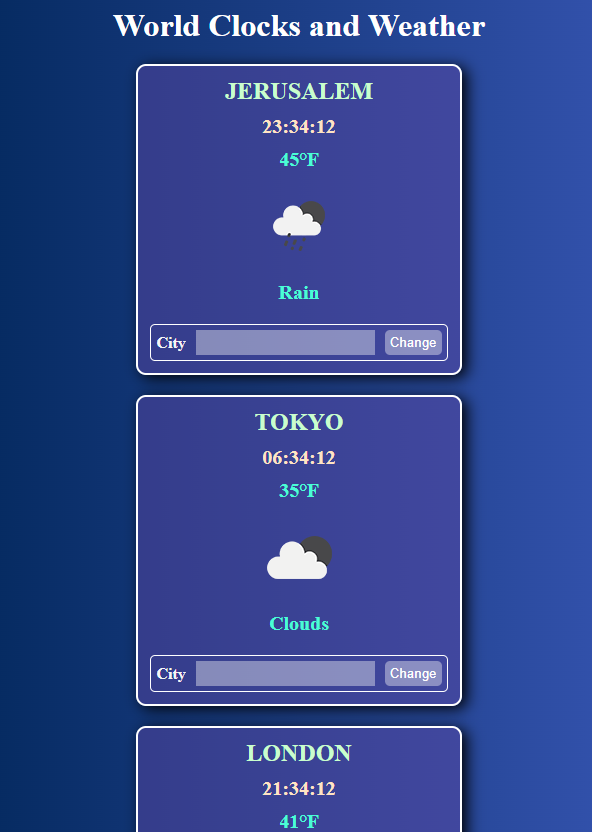 World Clocks and Weather
JERUSALEM
23:34:12
45°F
Rain
City Change
TOKYO
06:34:12
35°F
Clouds
City Change
LONDON
21:34:12
41°F